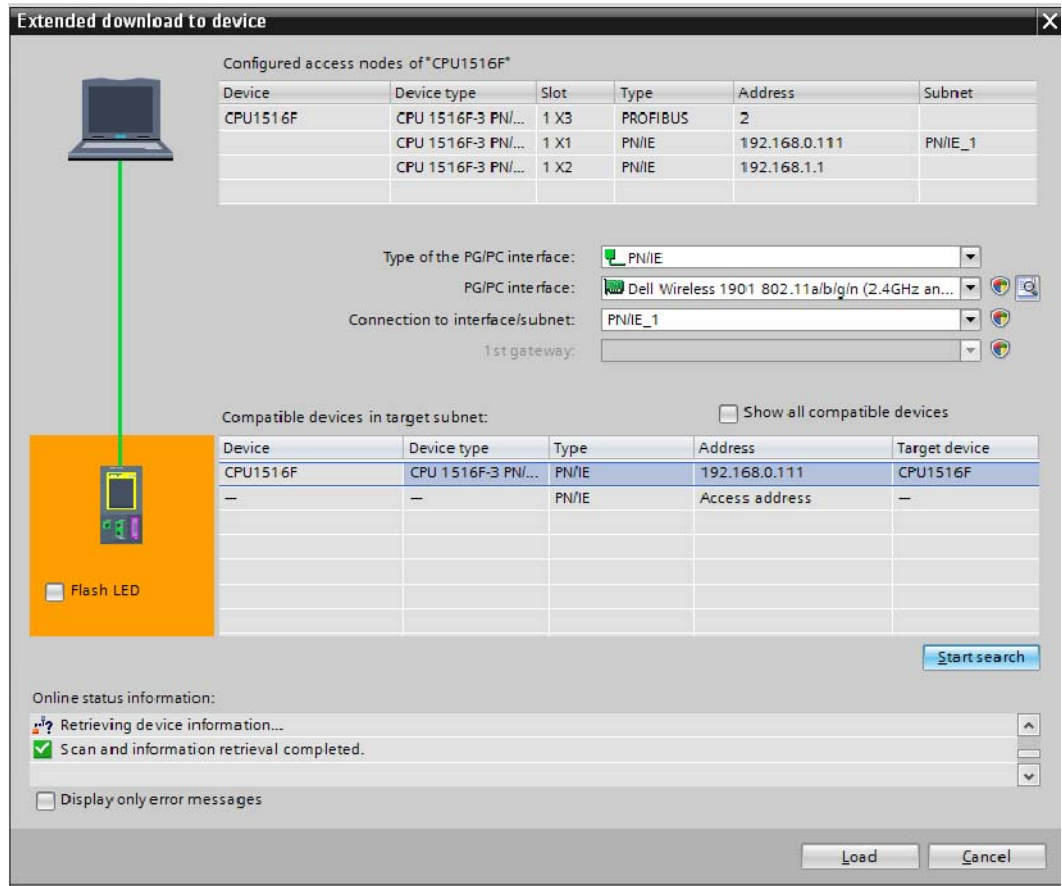 Extended download to device
Configured access nodes of "CPU1516F"
Device Device type Slot Type Address Subnet
CPU1516F CPU 1516F-3 PN/... 1 X3 PROFIBUS 2
CPU 1516F-3 PN/... 1 X1 PN/IE 192.168.0.111 PN/IE_1
CPU 1516F-3 PN/... 1 X2 PN/IE 192.168.1.1
Type of the PG/PC interface: PN/IE
PG/PC interface: Dell Wireless 1901 802.11a/b/g/n (2.4GHz an...
Connection to interface/subnet: PN/IE_1
1st gateway:
Compatible devices in target subnet: Show all compatible devices
Device Device type Type Address Target device
CPU1516F CPU 1516F-3 PN/... PN/IE 192.168.0.111 CPU1516F
— — PN/IE Access address —
Flash LED
Start search
Online status information:
Retrieving device information...
Scan and information retrieval completed.
Display only error messages
Load Cancel